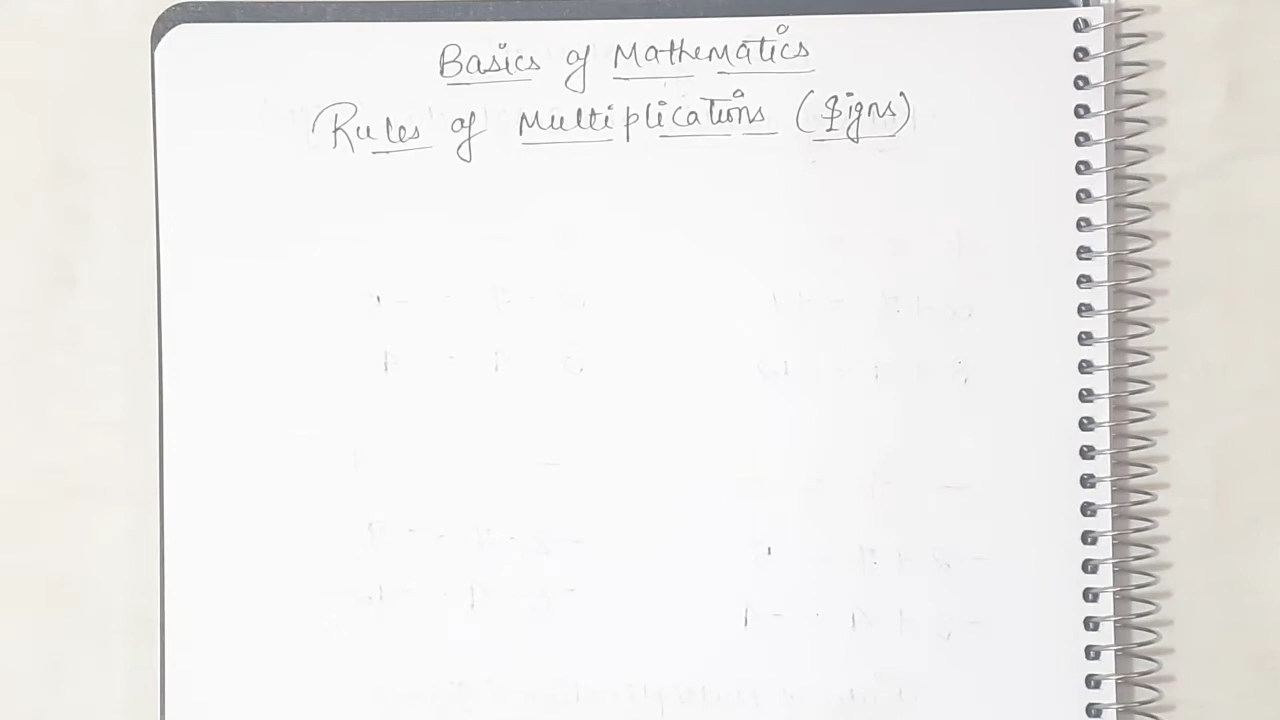 Basics of Mathematics
Rules of Multiplications (Signs)